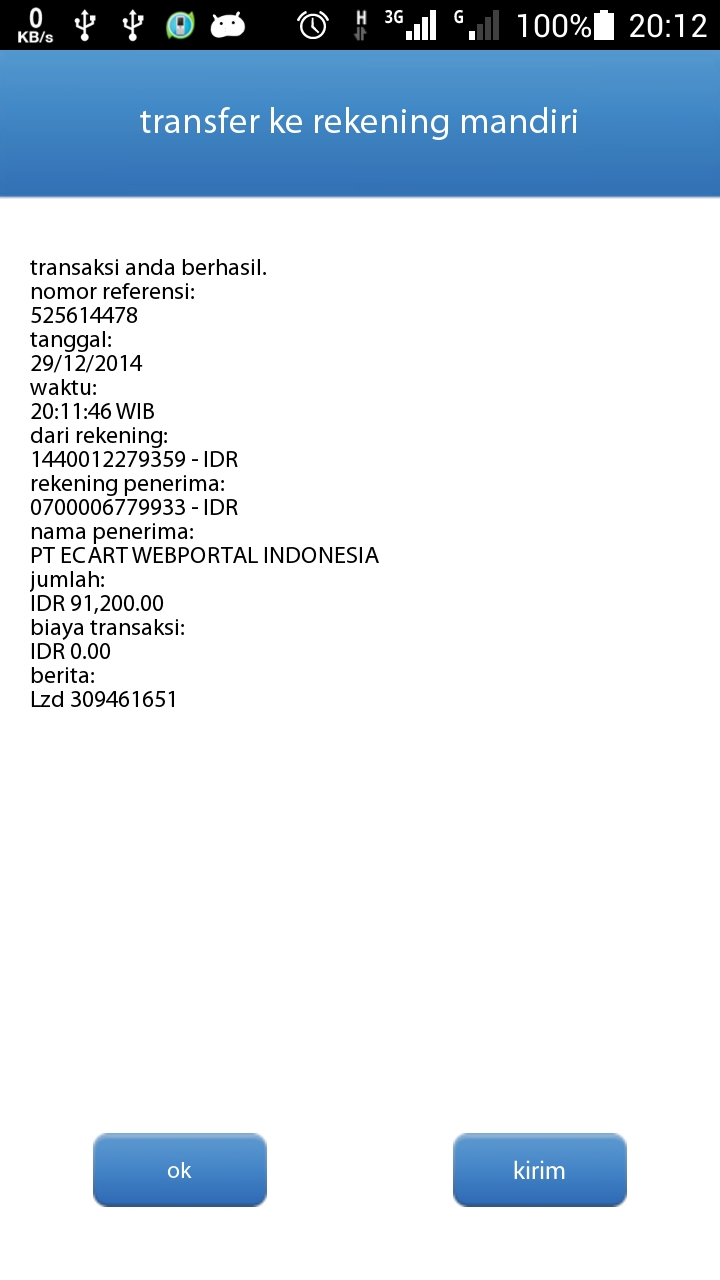 0
KB/s
H
3G
G
100%
20:12
transfer ke rekening mandiri
transaksi anda berhasil.
nomor referensi:
525614478
tanggal:
29/12/2014
waktu:
20:11:46 WIB
dari rekening:
1440012279359 - IDR
rekening penerima:
0700006779933 - IDR
nama penerima:
PT ECART WEBPORTAL INDONESIA
jumlah:
IDR 91,200.00
biaya transaksi:
IDR 0.00
berita:
Lzd 309461651
ok
kirim